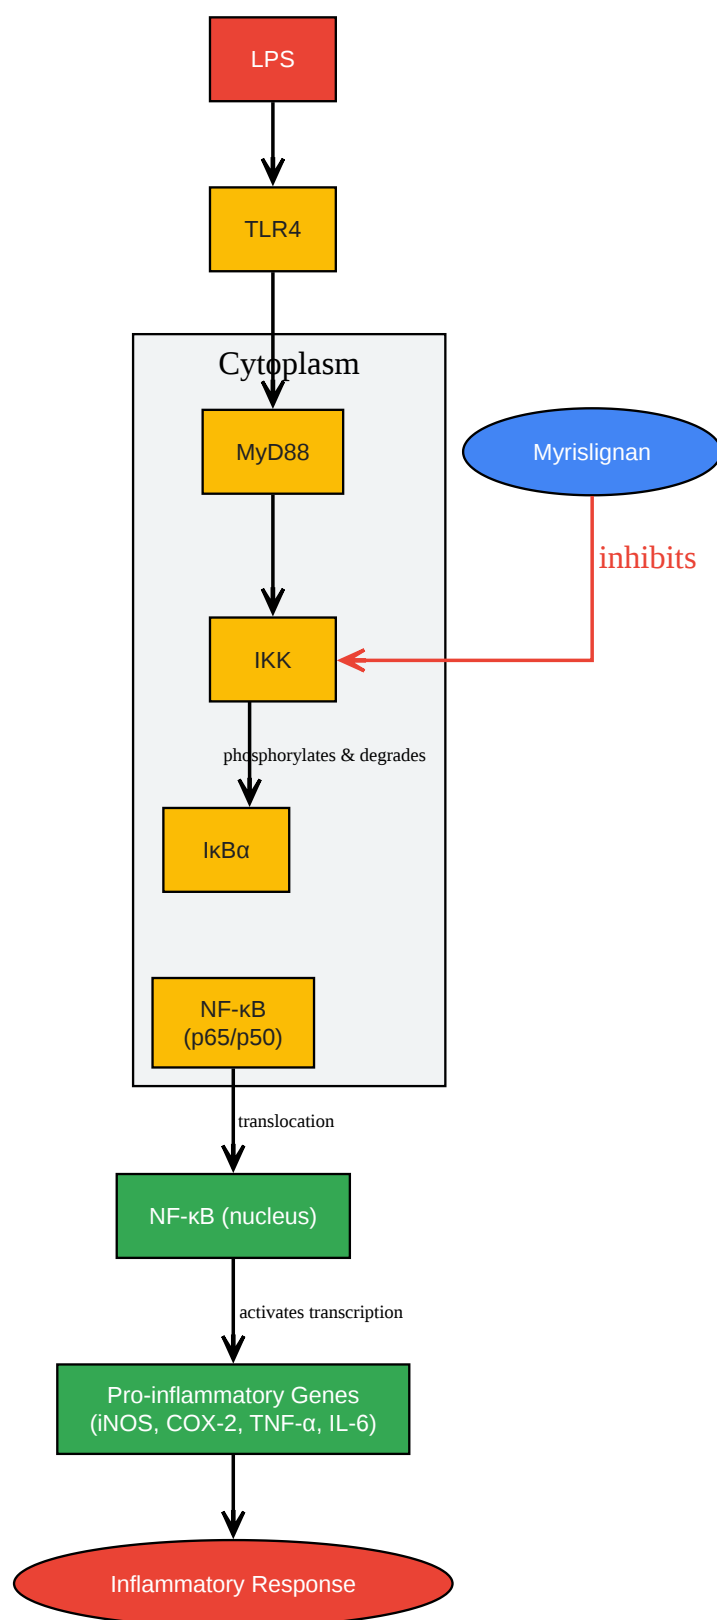 LPS
TLR4
Cytoplasm
MyD88
Myrislignan
inhibits
IKK
phosphorylates & degrades
IκBα
NF-κB
(p65/p50)
translocation
NF-κB (nucleus)
activates transcription
Pro-inflammatory Genes
(iNOS, COX-2, TNF-α, IL-6)
Inflammatory Response